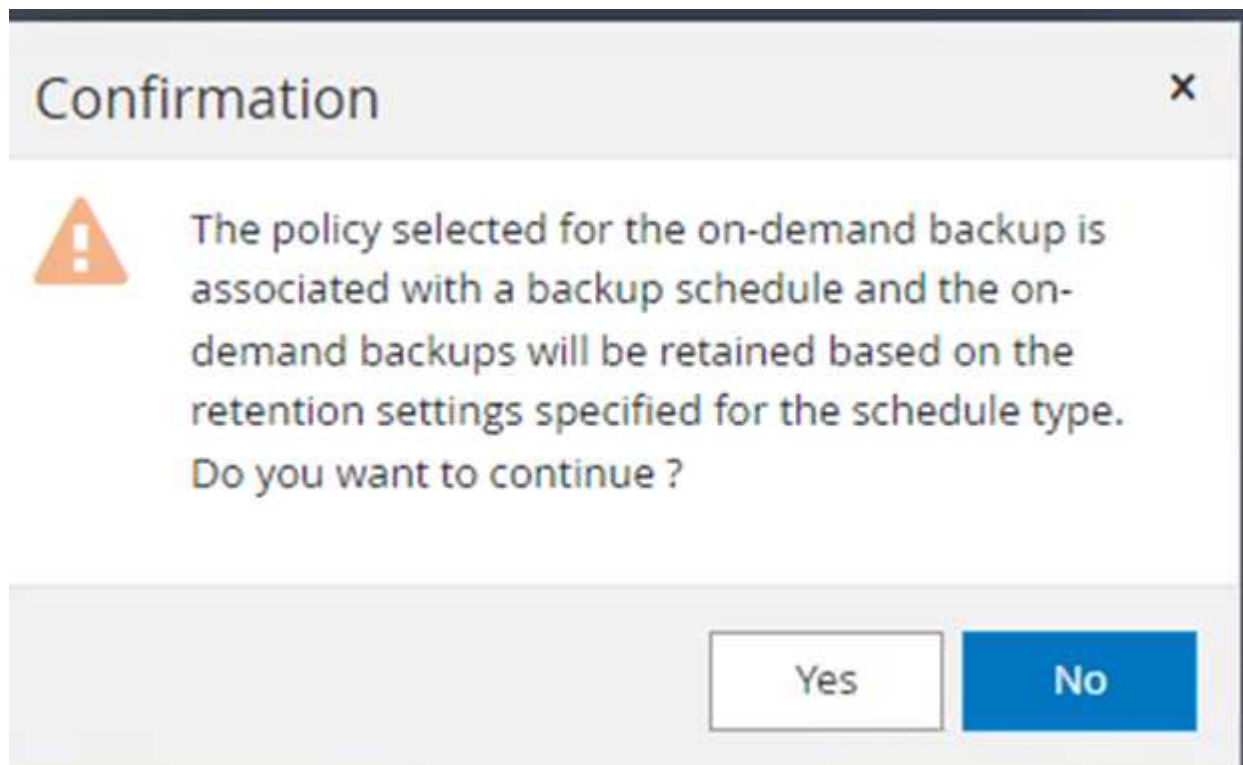 Confirmation
×
The policy selected for the on-demand backup is
associated with a backup schedule and the on-
demand backups will be retained based on the
retention settings specified for the schedule type.
Do you want to continue ?
Yes
No